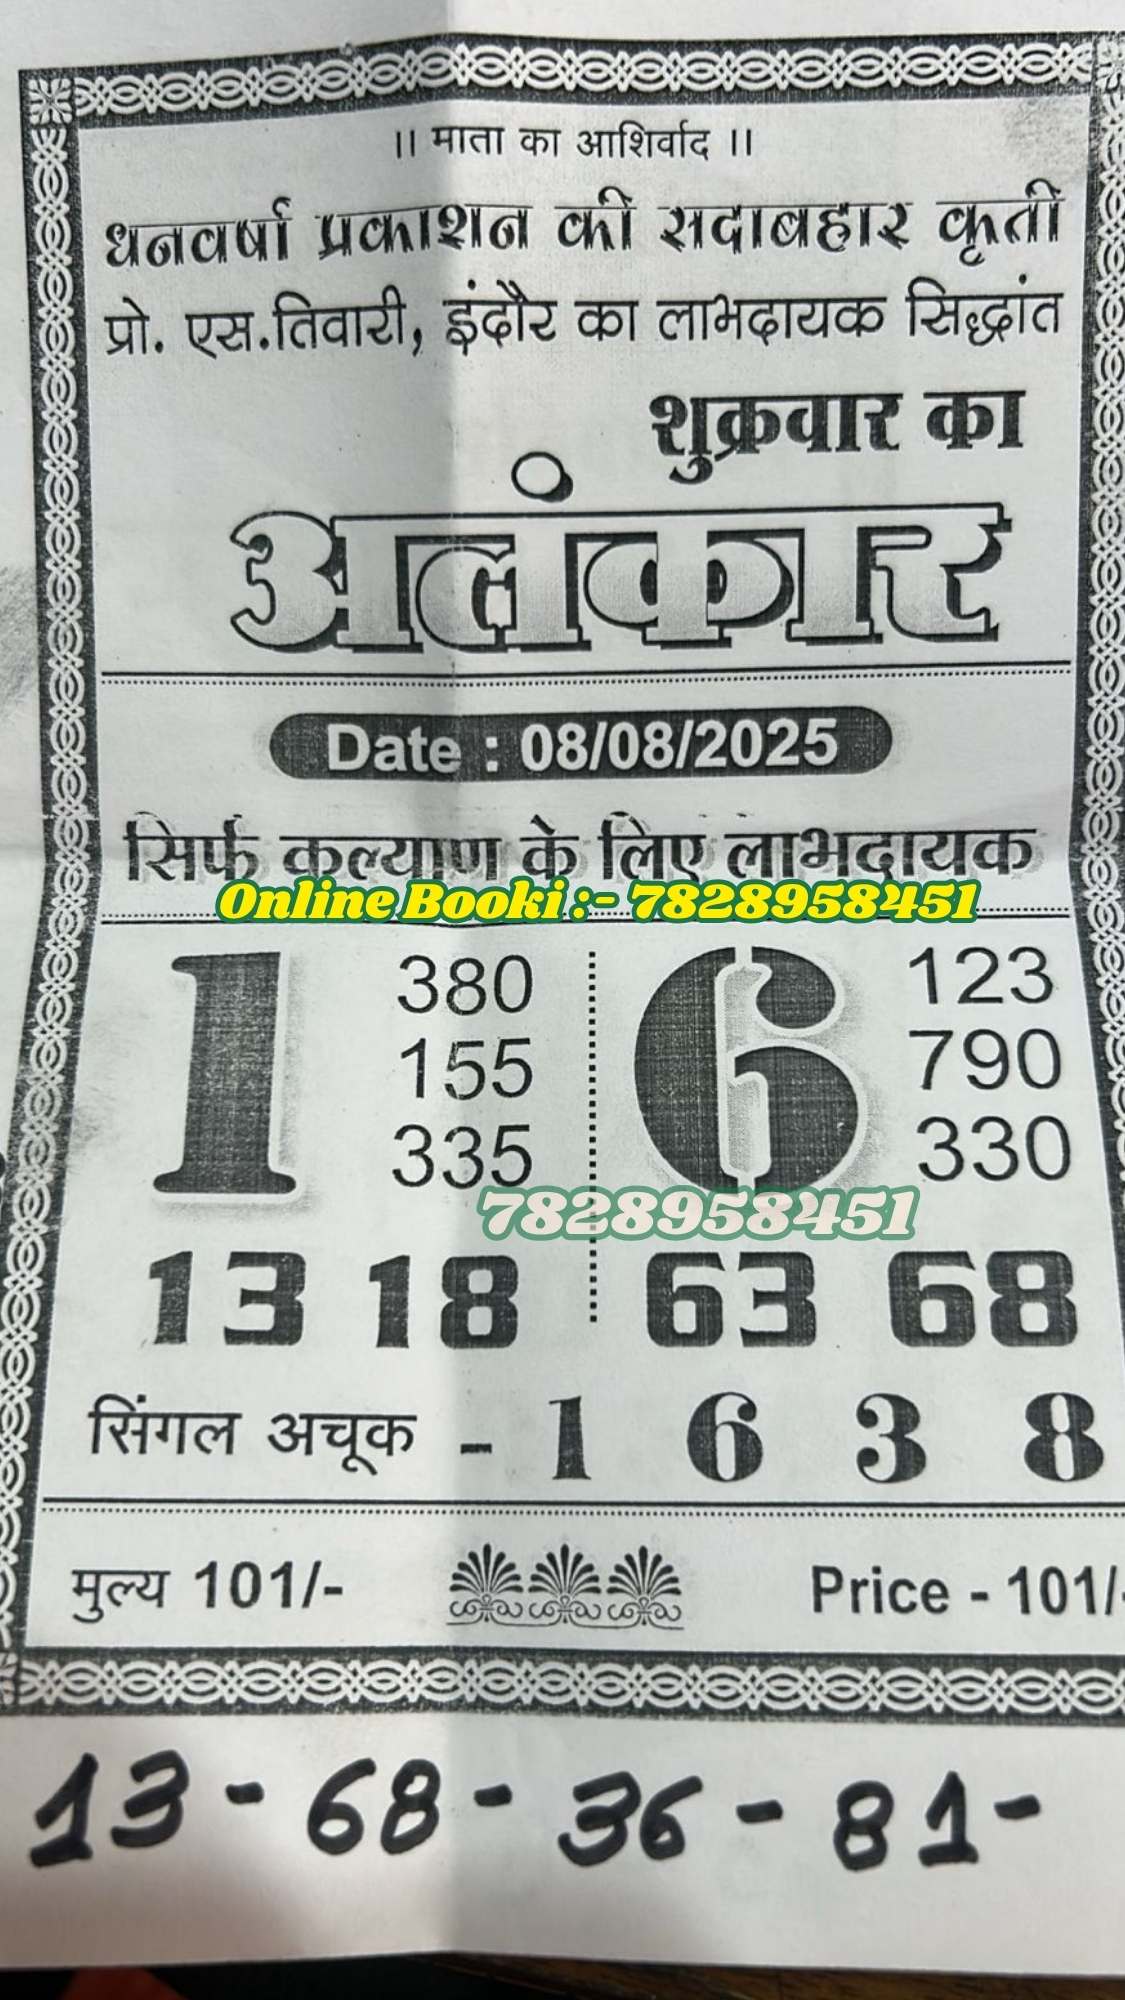 ।। माता का आशिर्वाद ।।
धनवर्षा प्रकाशन की सदाबहार कृती
प्रो. एस.तिवारी, इंदौर का लाभदायक सिद्धांत
शुक्रवार का
अलंकार
Date : 08/08/2025
सिर्फ कल्याण के लिए लाभदायक
Online Booki :- 7828958451
1 380 6 123
155 790
335 330
7828958451
13 18 63 68
सिंगल अचूक - 1 6 3 8
मुल्य 101/- Price - 101/-
13 - 68 - 36 - 81 -